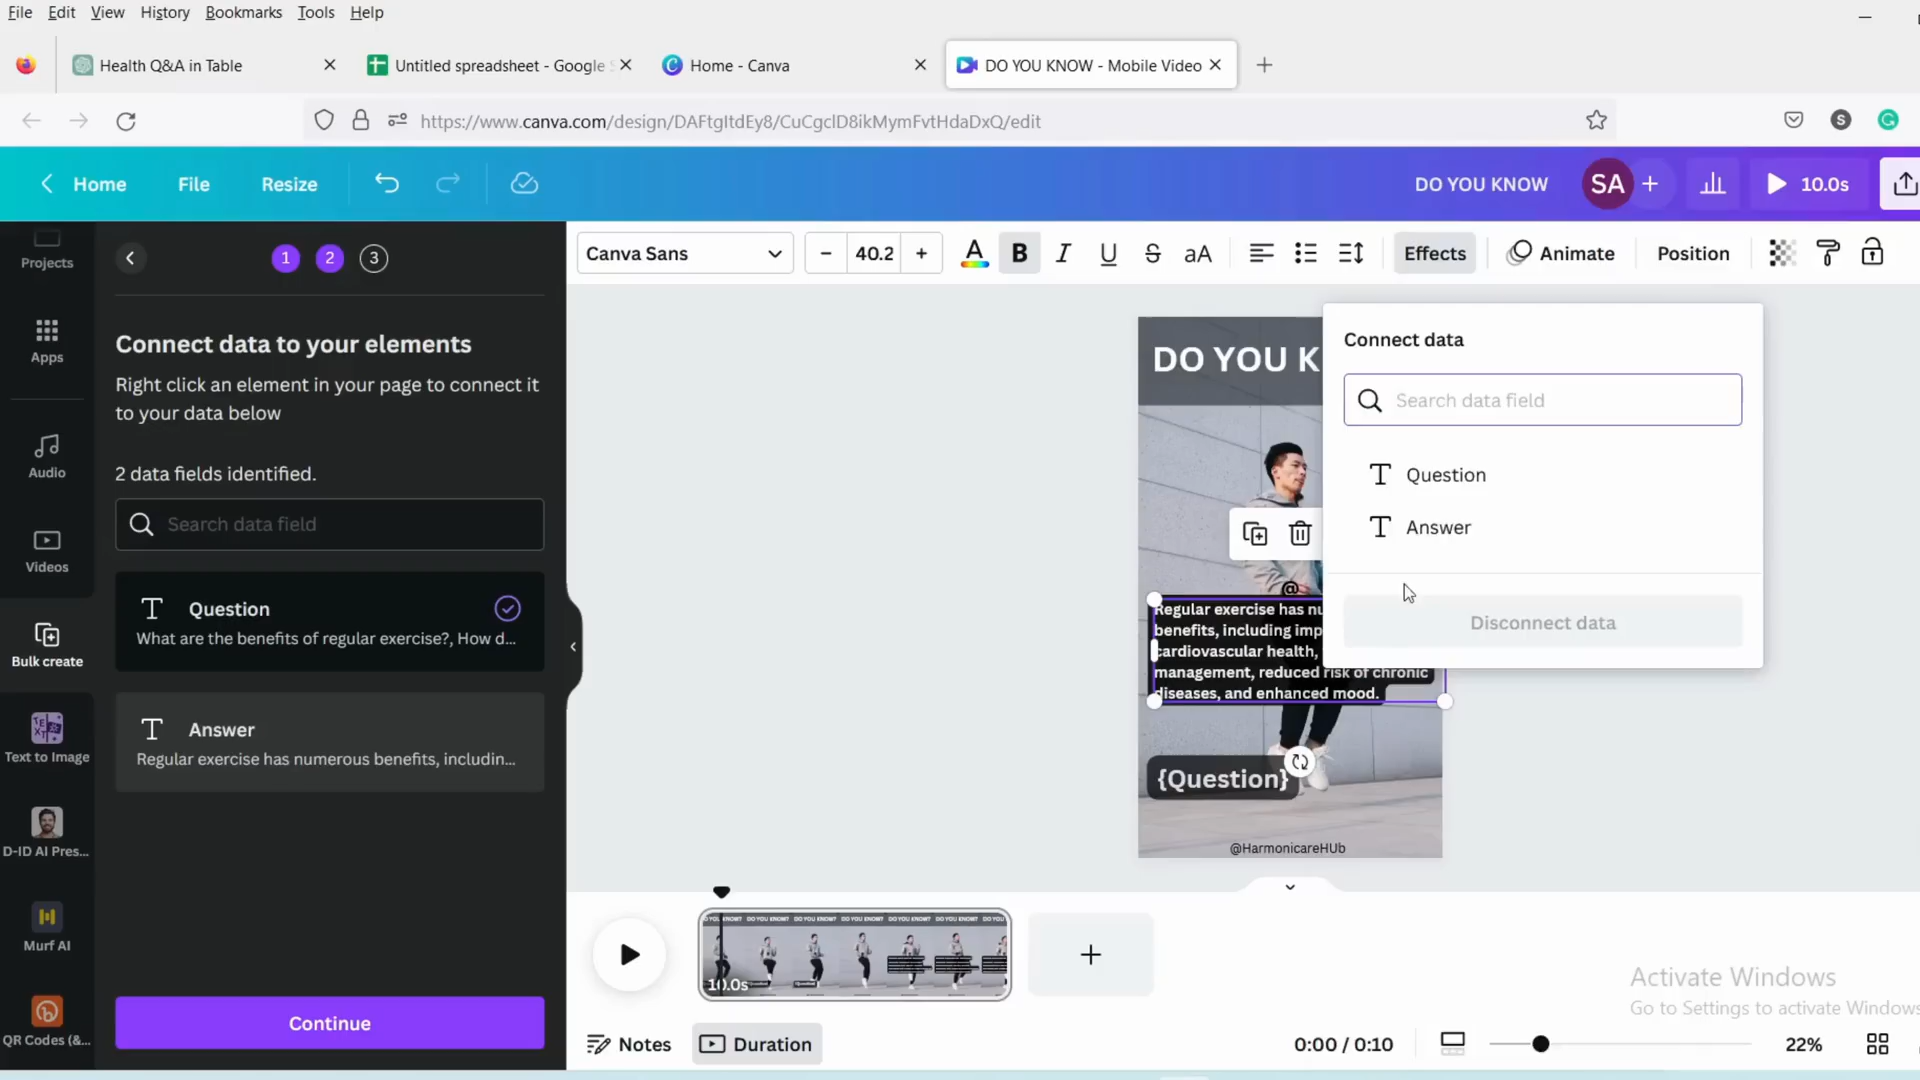 File Edit View History Bookmarks Tools Help
Health Q&A in Table
Untitled spreadsheet - Google S
Home - Canva
DO YOU KNOW - Mobile Video
https://www.canva.com/design/DAFtgItdEy8/CuCgclD8ikMymFvtHdaDxQ/edit
S
G
Home File Resize
DO YOU KNOW SA + 10.0s
Projects
Apps
Audio
Videos
Bulk create
Text to Image
D-ID AI Pres...
Murf AI
QR Codes (&...
1 2 3
Connect data to your elements
Right click an element in your page to connect it
to your data below
2 data fields identified.
Search data field
Question
What are the benefits of regular exercise?, How d...
Answer
Regular exercise has numerous benefits, includin...
Continue
Canva Sans 40.2 A B I U S aA Effects Animate Position
DO YOU K
Connect data
Search data field
Question
Answer
Disconnect data
@
Regular exercise has nu
benefits, including imp
cardiovascular health,
management, reduced risk of chronic
diseases, and enhanced mood.
{Question}
@HarmonicareHUb
10.0s
Notes Duration 0:00 / 0:10 22%
Activate Windows
Go to Settings to activate Windows